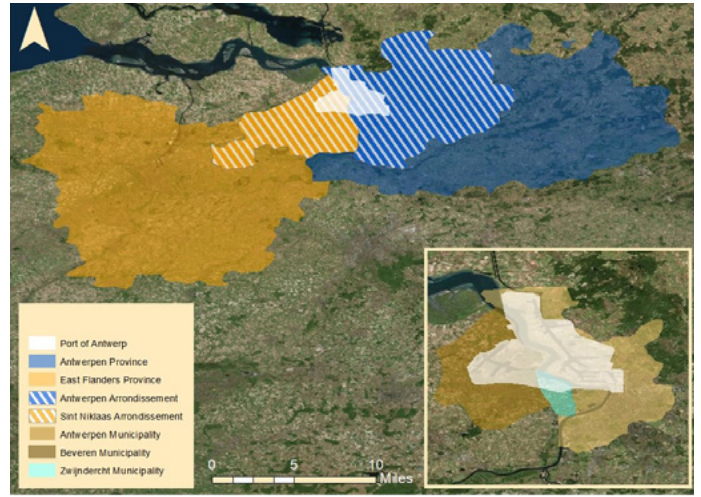 Port of Antwerp
Antwerpen Province
East Flanders Province
Antwerpen Arrondissement
Sint Niklaas Arrondissement
Antwerpen Municipality
Beveren Municipality
Zwijndercht Municipality
0 5 10
Miles